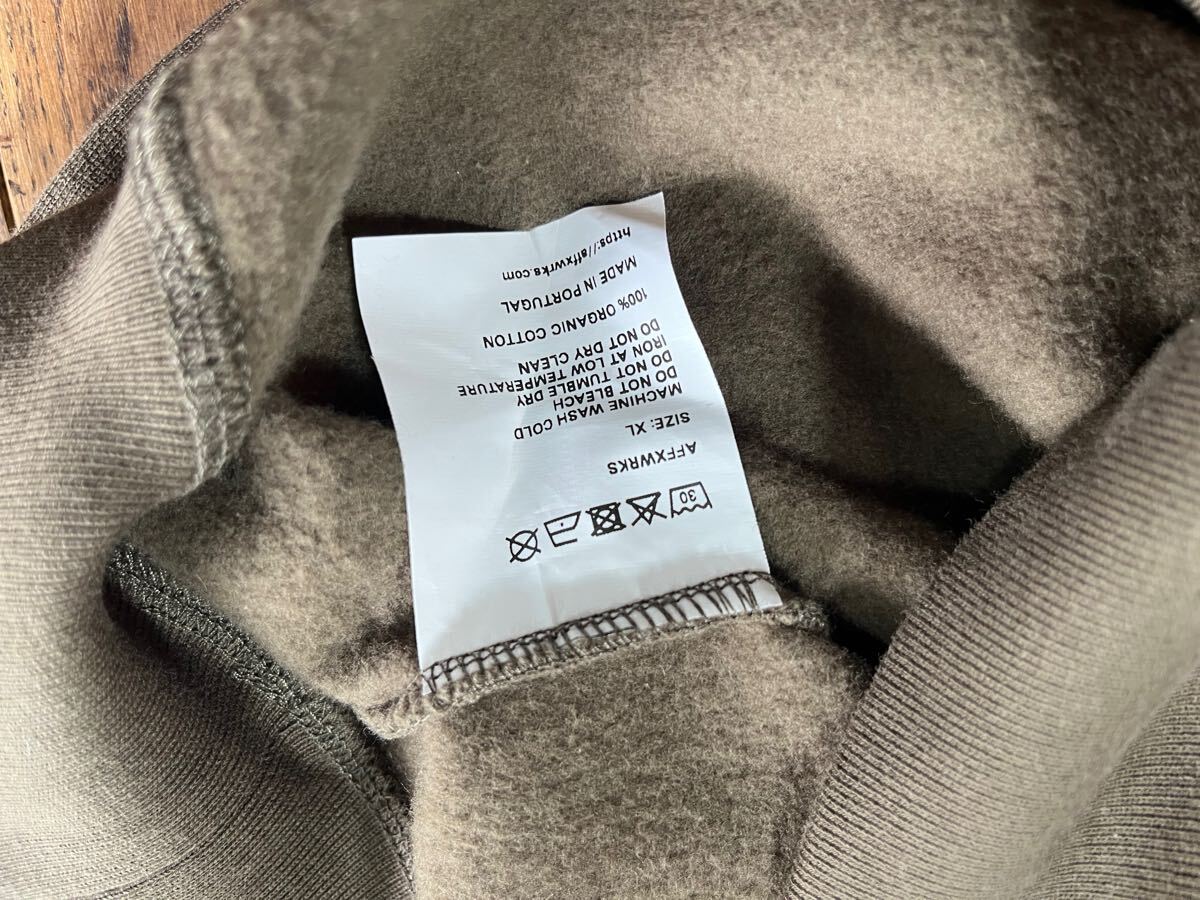 30
AFFXWRKS
SIZE: XL
MACHINE WASH COLD
DO NOT BLEACH
DO NOT TUMBLE DRY
IRON AT LOW TEMPERATURE
DO NOT DRY CLEAN
100% ORGANIC COTTON
MADE IN PORTUGAL
https://affxwrks.com